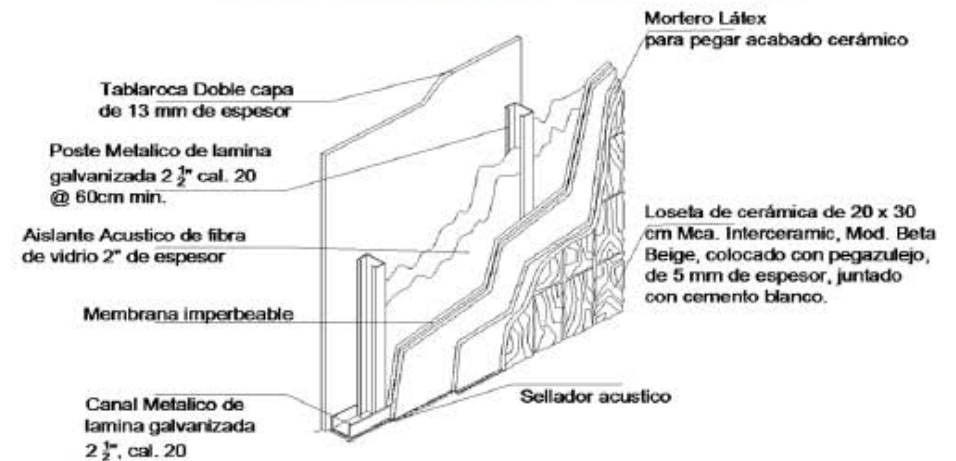 Mortero Látex
para pegar acabado cerámico
Tablaroca Doble capa
de 13 mm de espesor
Poste Metalico de lamina
galvanizada 2 1/2" cal. 20
@ 60cm min.
Aislante Acustico de fibra
de vidrio 2" de espesor
Membrana imperbeable
Canal Metalico de
lamina galvanizada
2 1/2", cal. 20
Sellador acustico
Loseta de cerámica de 20 x 30
cm Mca. Interceramic, Mod. Beta
Beige, colocado con pegazulejo,
de 5 mm de espesor, juntado
con cemento blanco.